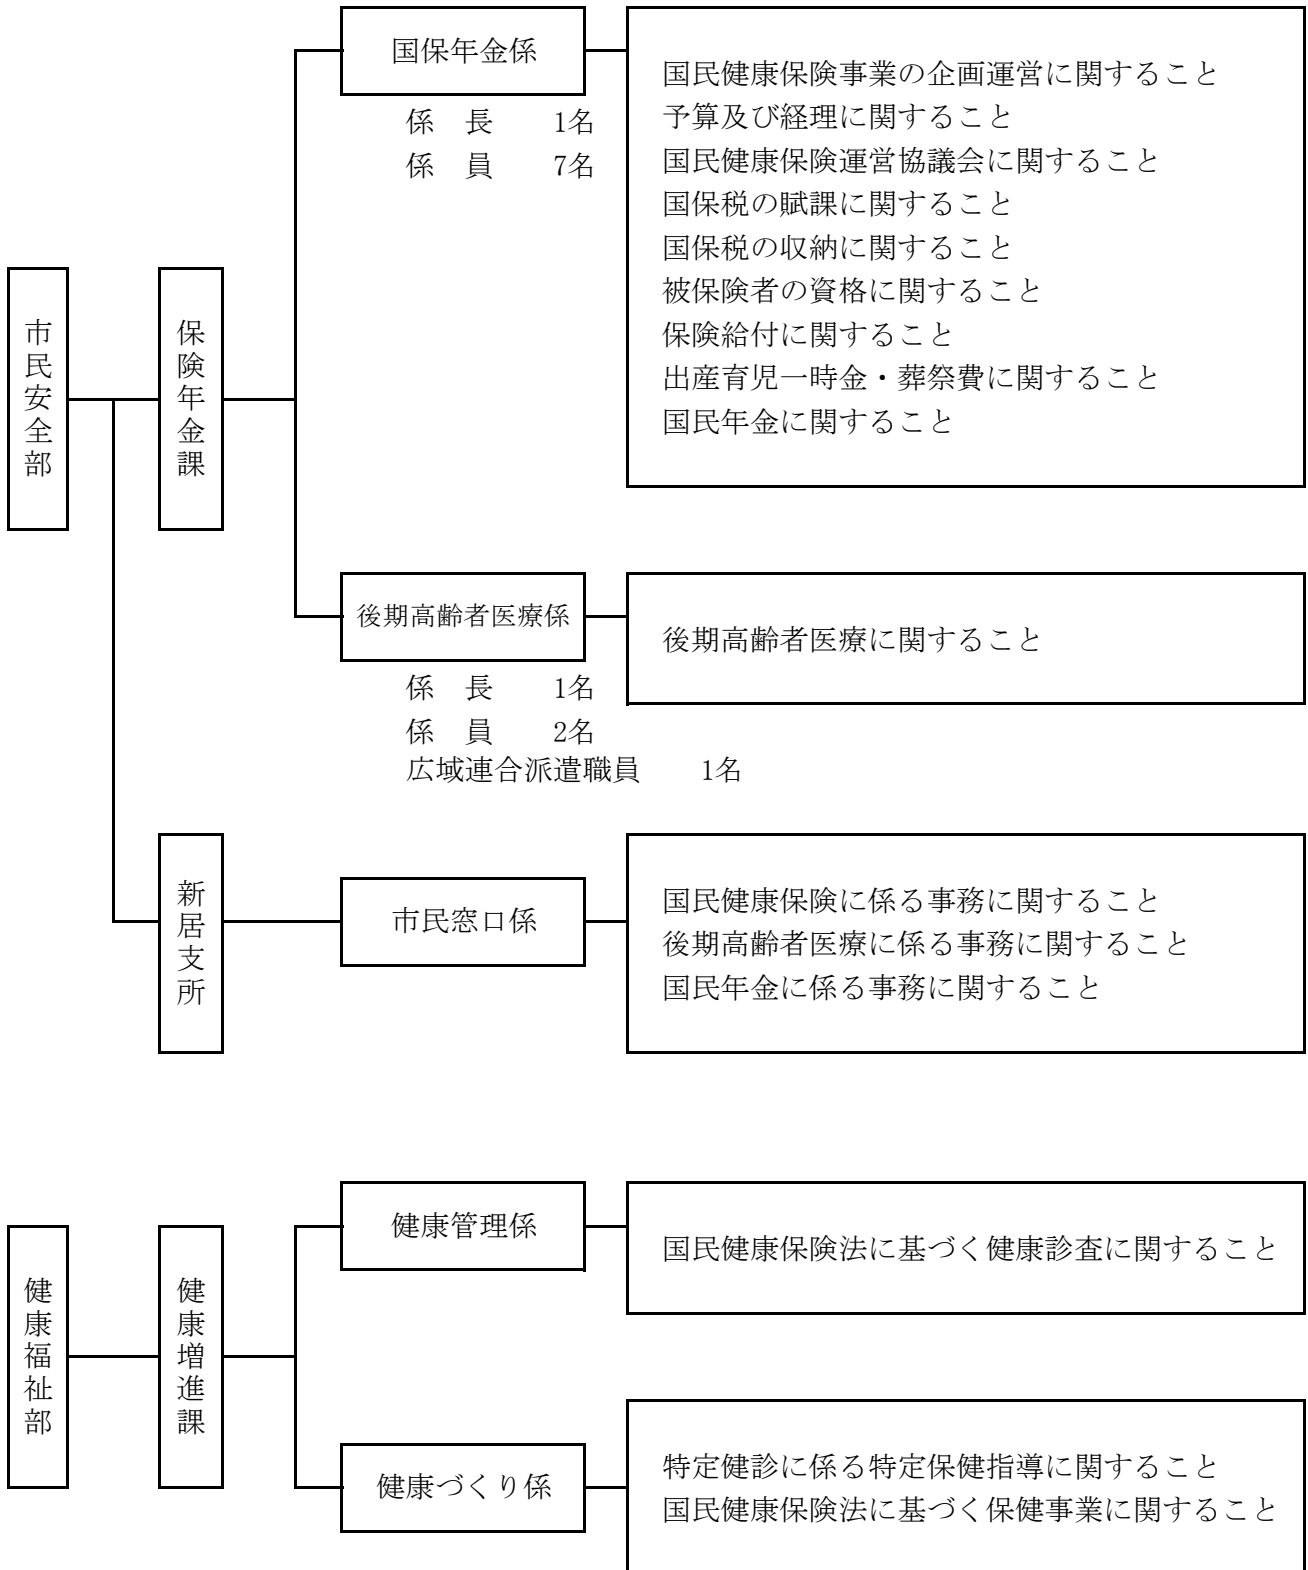 市民安全部
保険年金課
国保年金係
係　長　　1名
係　員　　7名
国民健康保険事業の企画運営に関すること
予算及び経理に関すること
国民健康保険運営協議会に関すること
国保税の賦課に関すること
国保税の収納に関すること
被保険者の資格に関すること
保険給付に関すること
出産育児一時金・葬祭費に関すること
国民年金に関すること
後期高齢者医療係
係　長　　1名
係　員　　2名
広域連合派遣職員　　1名
後期高齢者医療に関すること
新居支所
市民窓口係
国民健康保険に係る事務に関すること
後期高齢者医療に係る事務に関すること
国民年金に係る事務に関すること
健康福祉部
健康増進課
健康管理係
国民健康保険法に基づく健康診査に関すること
健康づくり係
特定健診に係る特定保健指導に関すること
国民健康保険法に基づく保健事業に関すること